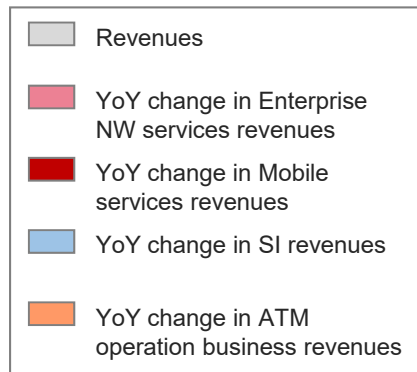 Revenues
YoY change in Enterprise
NW services revenues
YoY change in Mobile
services revenues
YoY change in SI revenues
YoY change in ATM
operation business revenues